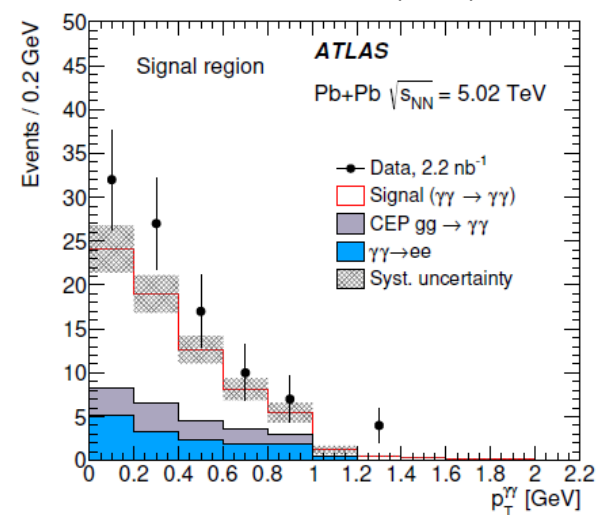 ATLAS
Signal region
Pb+Pb √sNN = 5.02 TeV
Data, 2.2 nb⁻¹
Signal (γγ → γγ)
CEP gg → γγ
γγ→ee
Syst. uncertainty
Events / 0.2 GeV
50
45
40
35
30
25
20
15
10
5
0
0 0.2 0.4 0.6 0.8 1 1.2 1.4 1.6 1.8 2 2.2
pTγγ [GeV]